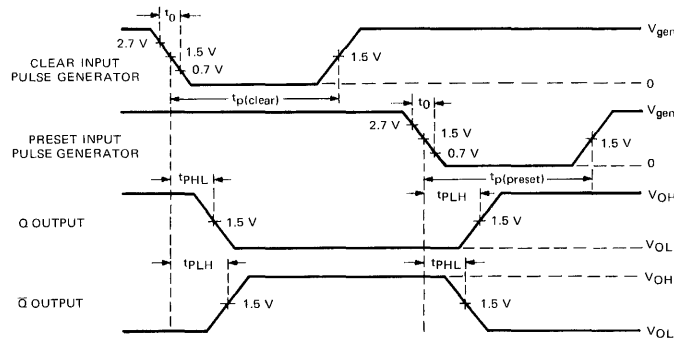 t0
Vgen
2.7 V
1.5 V
1.5 V
0.7 V
CLEAR INPUT
PULSE GENERATOR
0
tp(clear)
t0
Vgen
2.7 V
1.5 V
1.5 V
0.7 V
PRESET INPUT
PULSE GENERATOR
0
tp(preset)
tPHL
tPLH
VOH
1.5 V
1.5 V
Q OUTPUT
VOL
tPLH
tPHL
VOH
1.5 V
1.5 V
Q̅ OUTPUT
VOL